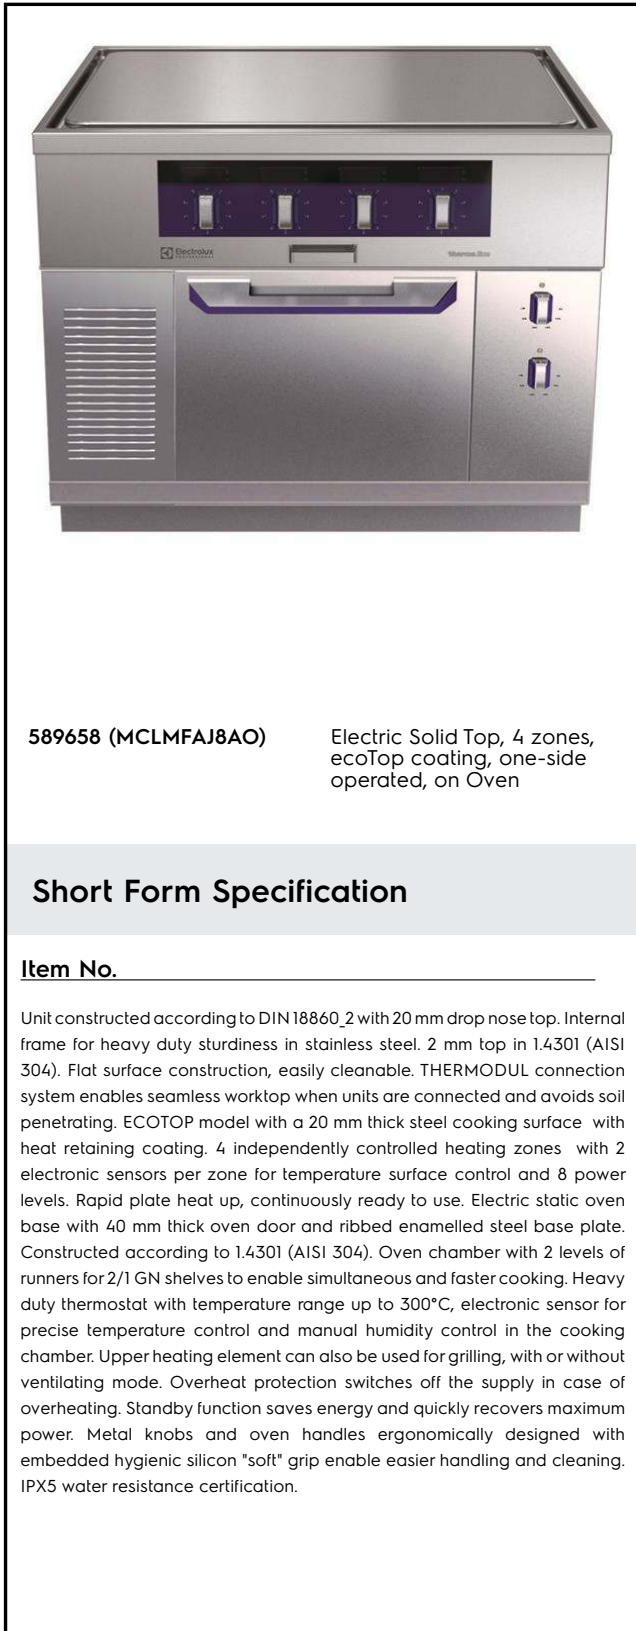 Electrolux
PROFESSIONAL
thermaline
589658 (MCLMFAJ8AO)
Electric Solid Top, 4 zones,
ecoTop coating, one-side
operated, on Oven
Short Form Specification
Item No.
Unit constructed according to DIN 18860_2 with 20 mm drop nose top. Internal
frame for heavy duty sturdiness in stainless steel. 2 mm top in 1.4301 (AISI
304). Flat surface construction, easily cleanable. THERMODUL connection
system enables seamless worktop when units are connected and avoids soil
penetrating. ECOTOP model with a 20 mm thick steel cooking surface with
heat retaining coating. 4 independently controlled heating zones with 2
electronic sensors per zone for temperature surface control and 8 power
levels. Rapid plate heat up, continuously ready to use. Electric static oven
base with 40 mm thick oven door and ribbed enamelled steel base plate.
Constructed according to 1.4301 (AISI 304). Oven chamber with 2 levels of
runners for 2/1 GN shelves to enable simultaneous and faster cooking. Heavy
duty thermostat with temperature range up to 300°C, electronic sensor for
precise temperature control and manual humidity control in the cooking
chamber. Upper heating element can also be used for grilling, with or without
ventilating mode. Overheat protection switches off the supply in case of
overheating. Standby function saves energy and quickly recovers maximum
power. Metal knobs and oven handles ergonomically designed with
embedded hygienic silicon "soft" grip enable easier handling and cleaning.
IPX5 water resistance certification.